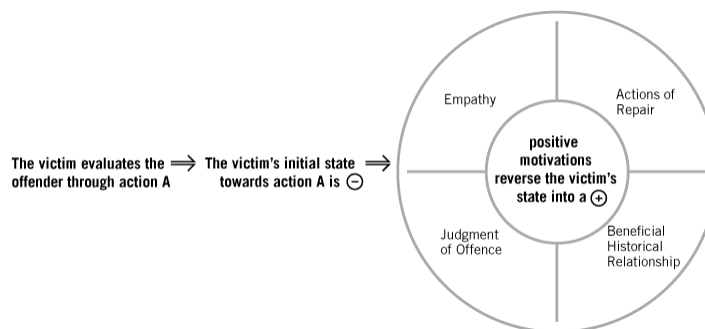 The victim evaluates the
offender through action A
The victim's initial state
towards action A is ⊖
Empathy
Actions of
Repair
positive
motivations
reverse the victim's
state into a ⊕
Judgment
of Offence
Beneficial
Historical
Relationship